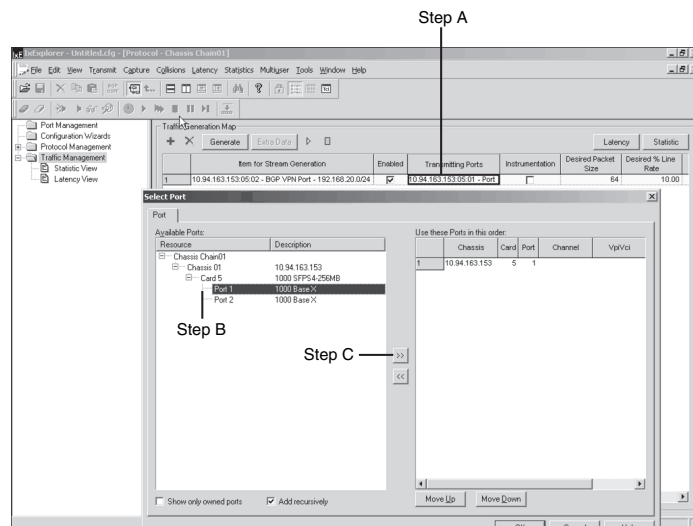 Step A
IxExplorer - Untitled.cfg - [Protocol - Chassis Chain01]
File Edit View Transmit Capture Collisions Latency Statistics Multiuser Tools Window Help
Port Management
Configuration Wizards
Protocol Management
Traffic Management
Statistic View
Latency View
Traffic Generation Map
Generate Extra Data Latency Statistic
Item for Stream Generation Enabled Transmitting Ports Instrumentation Desired Packet Size Desired % Line Rate
1 10.94.163.153:05:02 - BGP VPN Port - 192.168.20.0/24 10.94.163.153:05:01 - Port 64 10.00
Select Port
Port
Available Ports:
Resource Description
Chassis Chain01
Chassis 01 10.94.163.153
Card 5 1000 SFPS4-256MB
Port 1 1000 Base X
Port 2 1000 Base X
Step B
Step C
>>
<<
Use these Ports in this order:
Chassis Card Port Channel Vpi/Vci
1 10.94.163.153 5 1
Show only owned ports Add recursively
Move Up Move Down